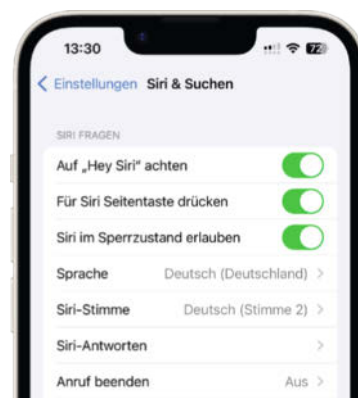 13:30 72
Einstellungen Siri & Suchen
SIRI FRAGEN
Auf „Hey Siri“ achten
Für Siri Seitentaste drücken
Siri im Sperrzustand erlauben
Sprache Deutsch (Deutschland)
Siri-Stimme Deutsch (Stimme 2)
Siri-Antworten
Anruf beenden Aus